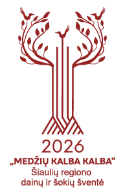 2026
„MEDŽIŲ KALBA KALBA“
Šiaulių regiono
dainų ir šokių šventė